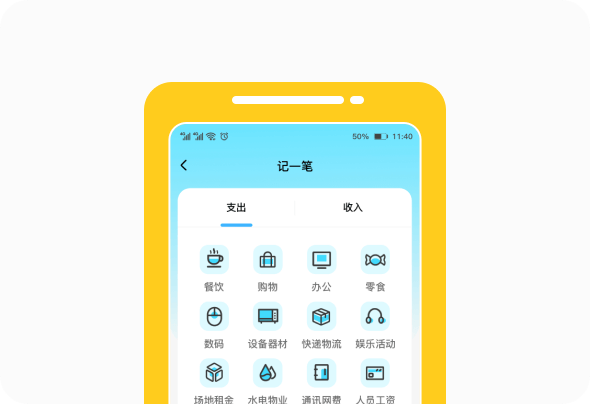 50% 11:40
记一笔
支出 收入
餐饮 购物 办公 零食
数码 设备器材 快递物流 娱乐活动
场地租金 水电物业 通讯网费 人员工资